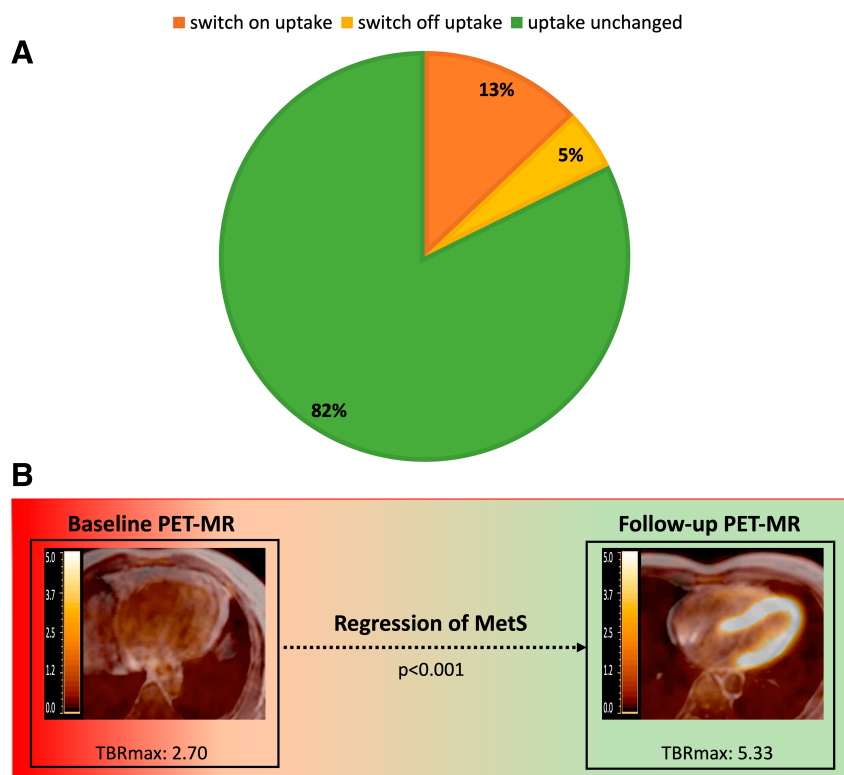 switch on uptake switch off uptake uptake unchanged
A
13%
5%
82%
B
Baseline PET-MR
Follow-up PET-MR
5.0
3.7
2.5
1.2
0.0
Regression of MetS
p<0.001
5.0
3.7
2.5
1.2
0.0
TBRmax: 2.70
TBRmax: 5.33